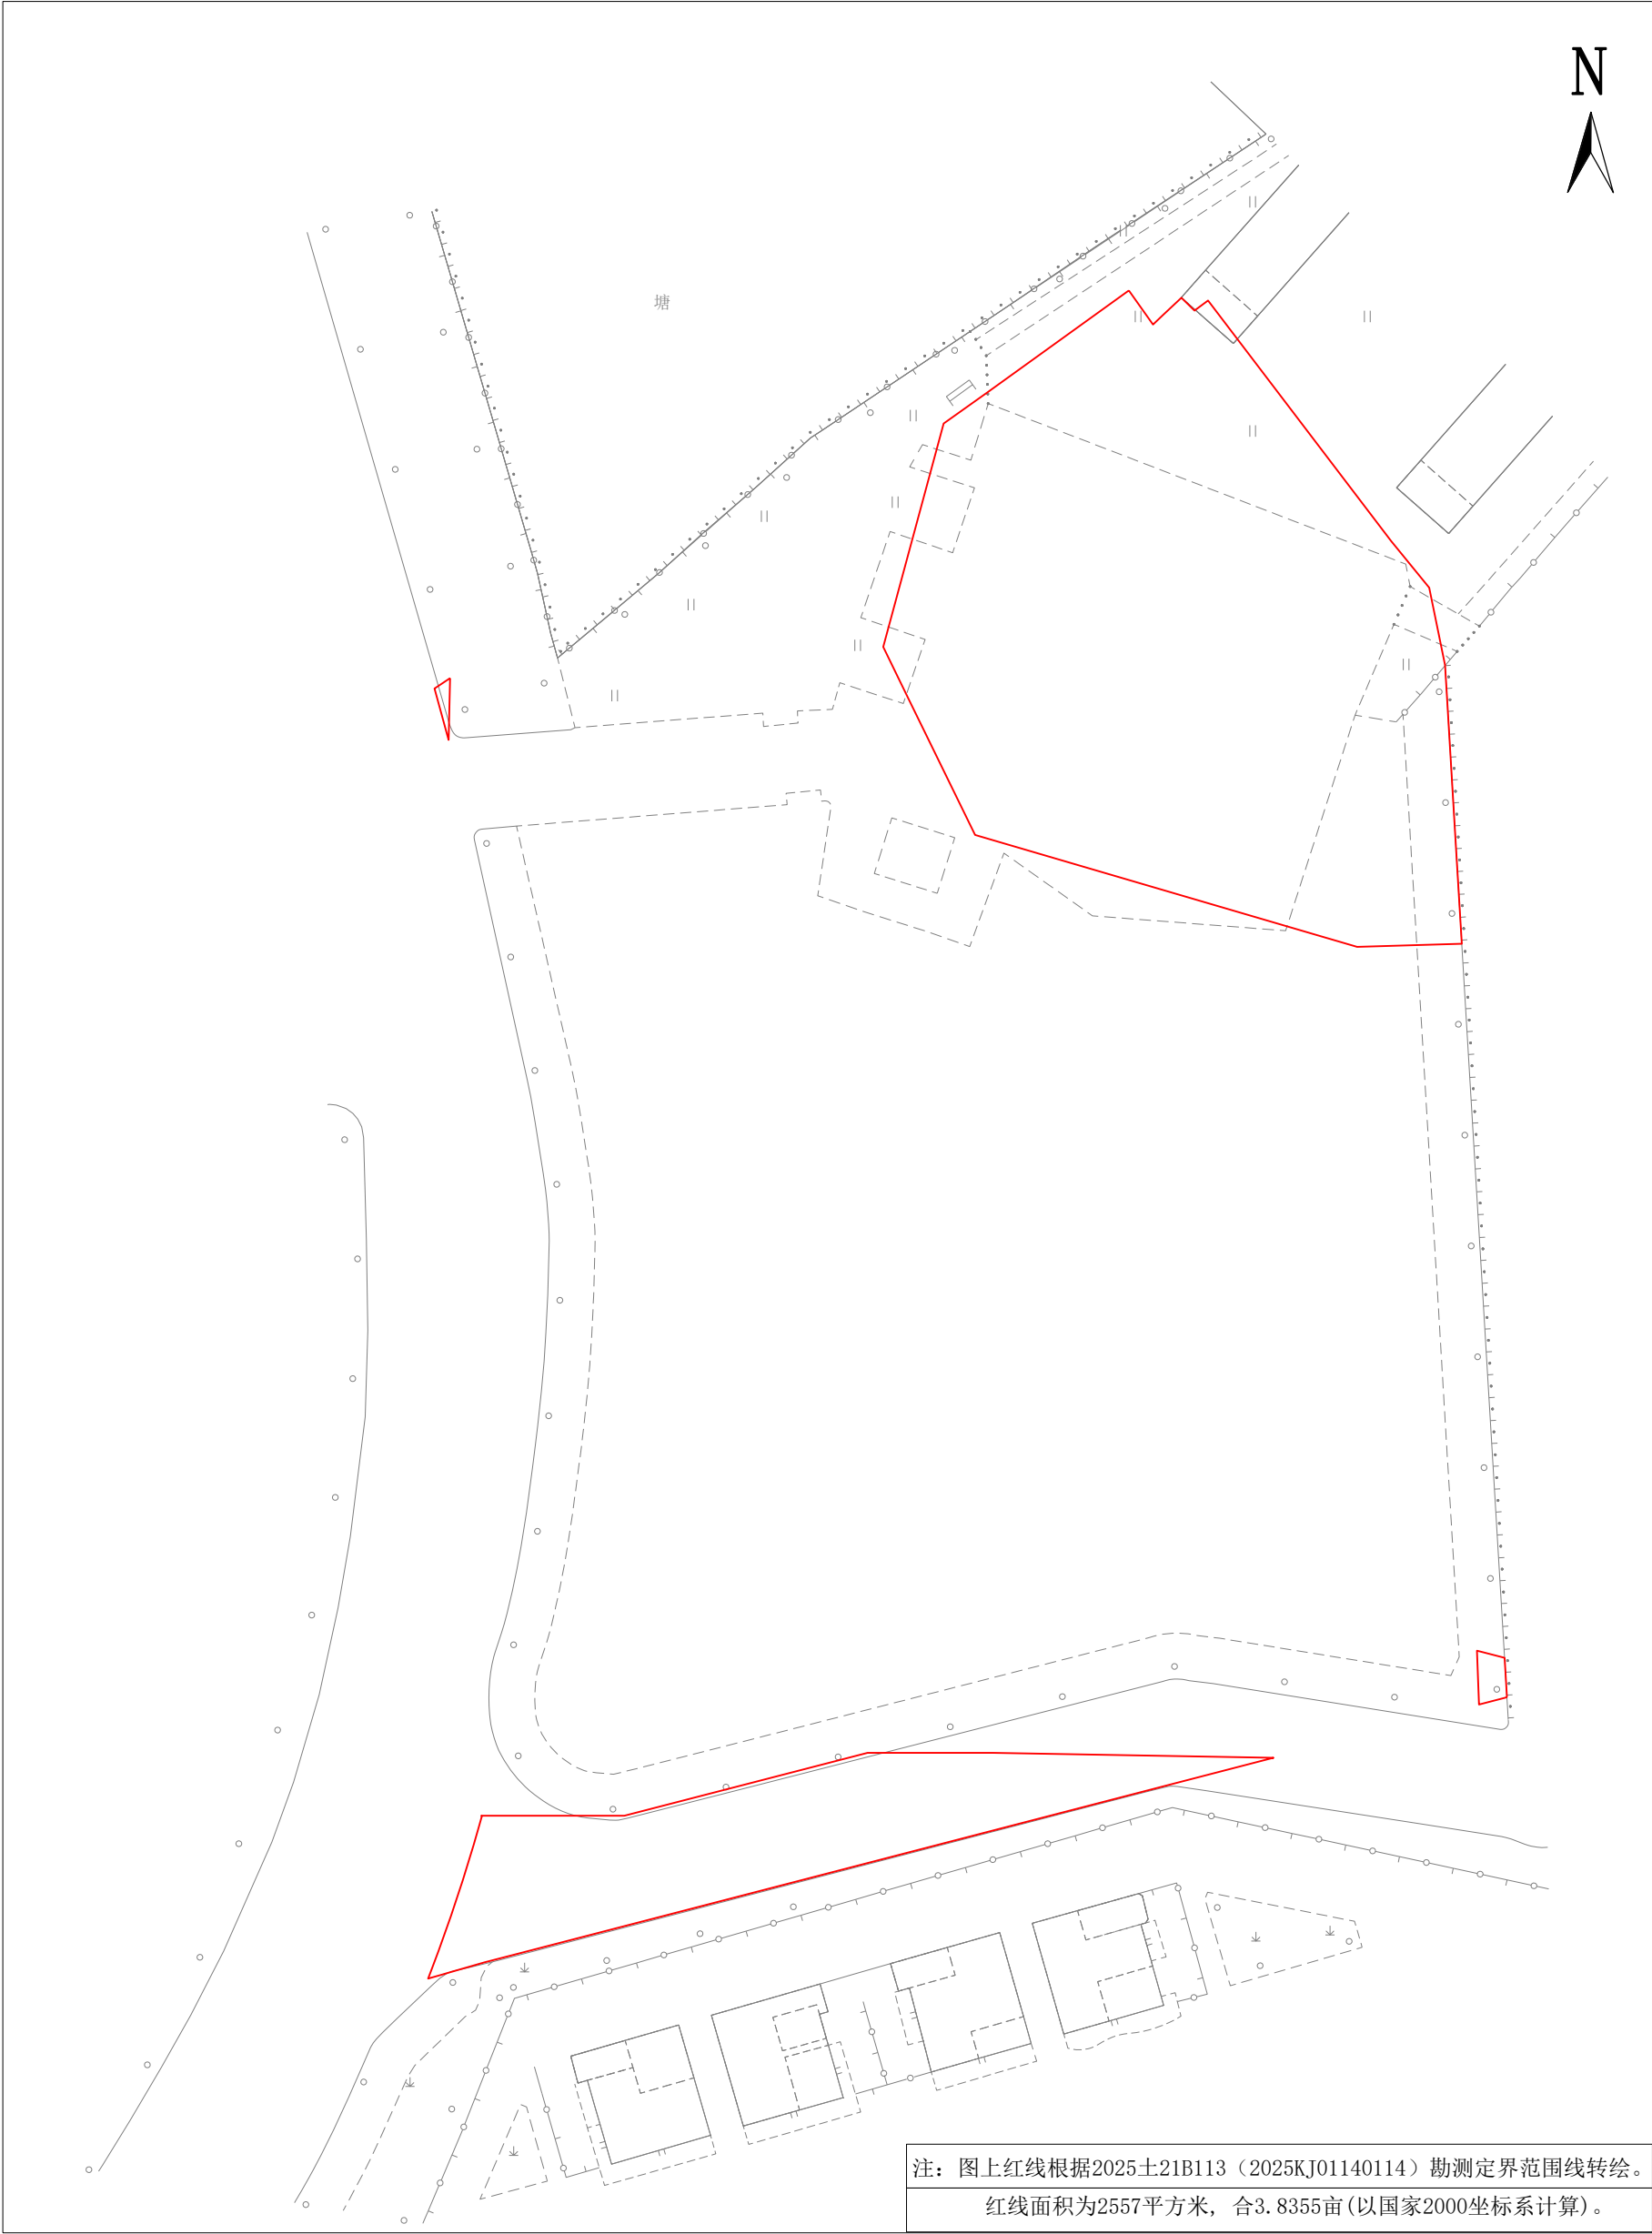 N
塘
注：图上红线根据2025土21B113（2025KJ01140114）勘测定界范围线转绘。
红线面积为2557平方米，合3.8355亩(以国家2000坐标系计算)。